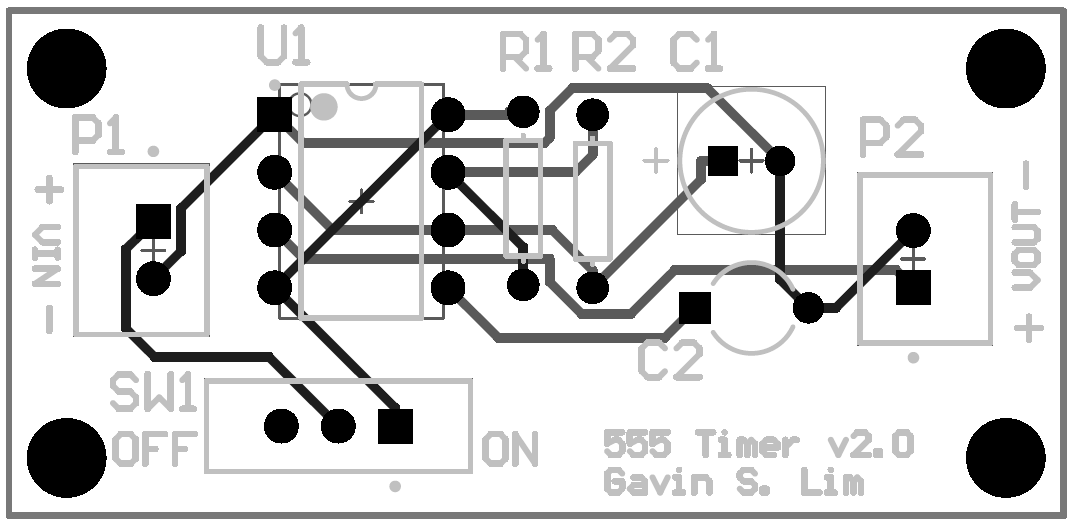 U1
R1 R2 C1
P1
P2
+ VIN -
- VOUT +
C2
SW1
OFF
ON
555 Timer v2.0
Gavin S. Lim